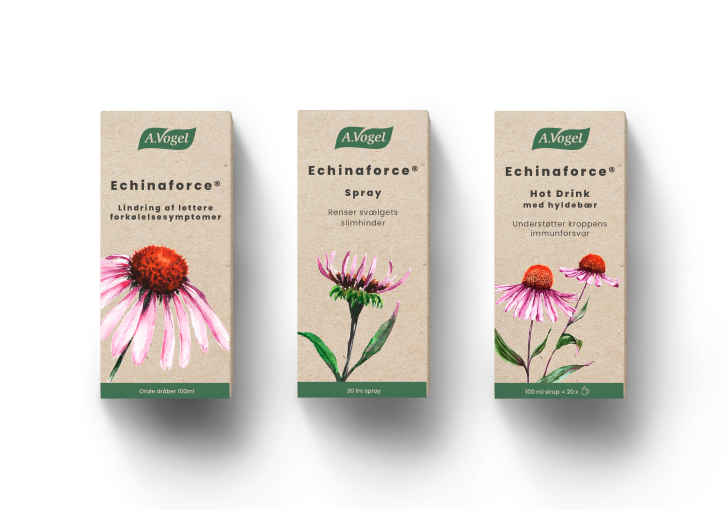 A.Vogel
Echinaforce®
Lindring af lettere
forkølelsesymptomer
Orale dråber 100ml
A.Vogel
Echinaforce®
Spray
Renser svælgets
slimhinder
30 lm spray
A.Vogel
Echinaforce®
Hot Drink
med hyldebær
Understøtter kroppens
immunforsvar
100 ml sirup = 20 x